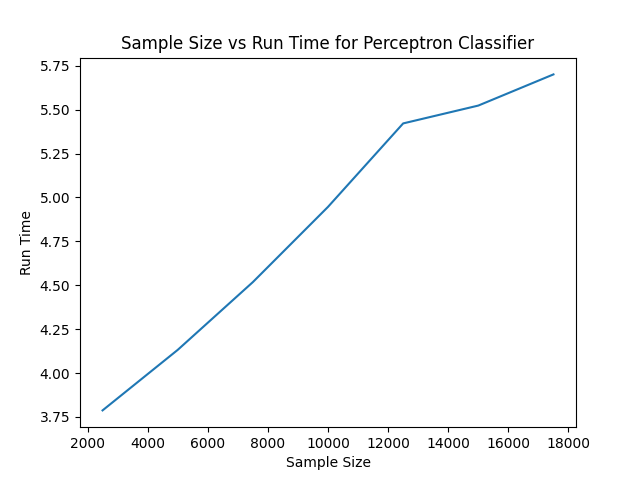 Sample Size vs Run Time for Perceptron Classifier
5.75
5.50
5.25
5.00
4.75
4.50
4.25
4.00
3.75
Run Time
2000 4000 6000 8000 10000 12000 14000 16000 18000
Sample Size